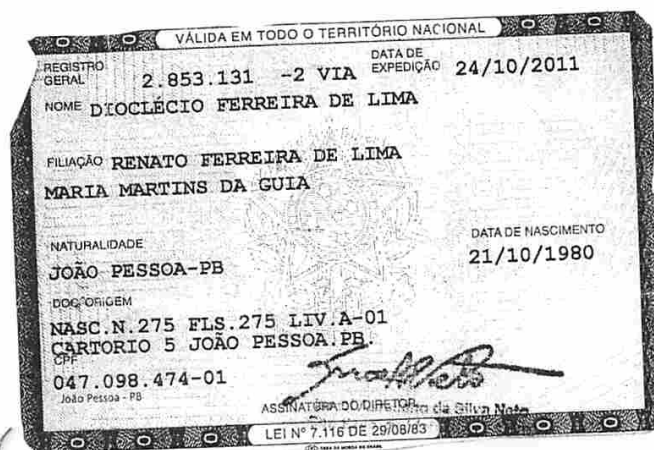 VÁLIDA EM TODO O TERRITÓRIO NACIONAL
REGISTRO GERAL 2.853.131 -2 VIA DATA DE EXPEDIÇÃO 24/10/2011
NOME DIOCLÉCIO FERREIRA DE LIMA
FILIAÇÃO RENATO FERREIRA DE LIMA
MARIA MARTINS DA GUIA
NATURALIDADE DATA DE NASCIMENTO
JOÃO PESSOA-PB 21/10/1980
DOC. ORIGEM
NASC.N.275 FLS.275 LIV.A-01
CARTORIO 5 JOÃO PESSOA.PB.
CPF
047.098.474-01
João Pessoa - PB
ASSINATURA DO DIRETOR da Silva Neto
LEI Nº 7.116 DE 29/08/83